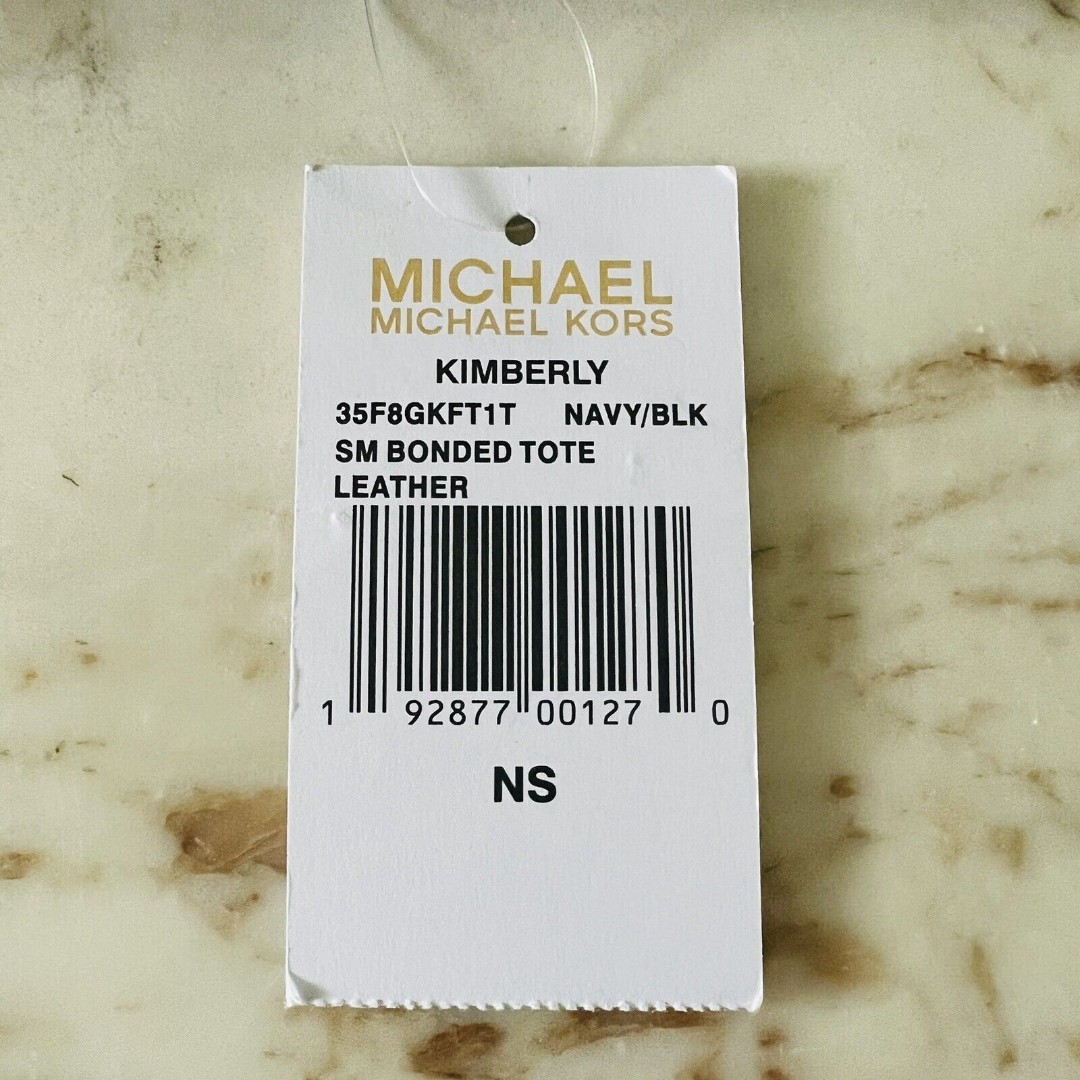 MICHAEL
MICHAEL KORS
KIMBERLY
35F8GKFT1T NAVY/BLK
SM BONDED TOTE
LEATHER
1 92877 00127 0
NS